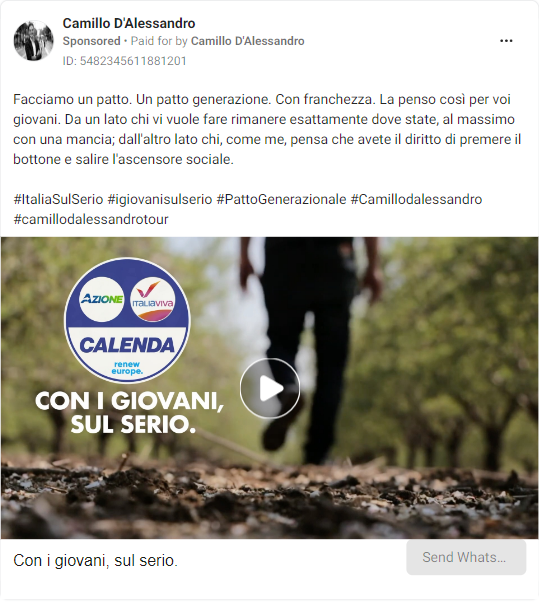 Camillo D'Alessandro
Sponsored • Paid for by Camillo D'Alessandro
ID: 5482345611881201
Facciamo un patto. Un patto generazione. Con franchezza. La penso così per voi
giovani. Da un lato chi vi vuole fare rimanere esattamente dove state, al massimo
con una mancia; dall'altro lato chi, come me, pensa che avete il diritto di premere il
bottone e salire l'ascensore sociale.
#ItaliaSulSerio #igiovanisulserio #PattoGenerazionale #Camillodalessandro
#camillodalessandrotour
AZIONE
ITALIAVIVA
CALENDA
renew
europe.
CON I GIOVANI,
SUL SERIO.
Con i giovani, sul serio.
Send Whats...